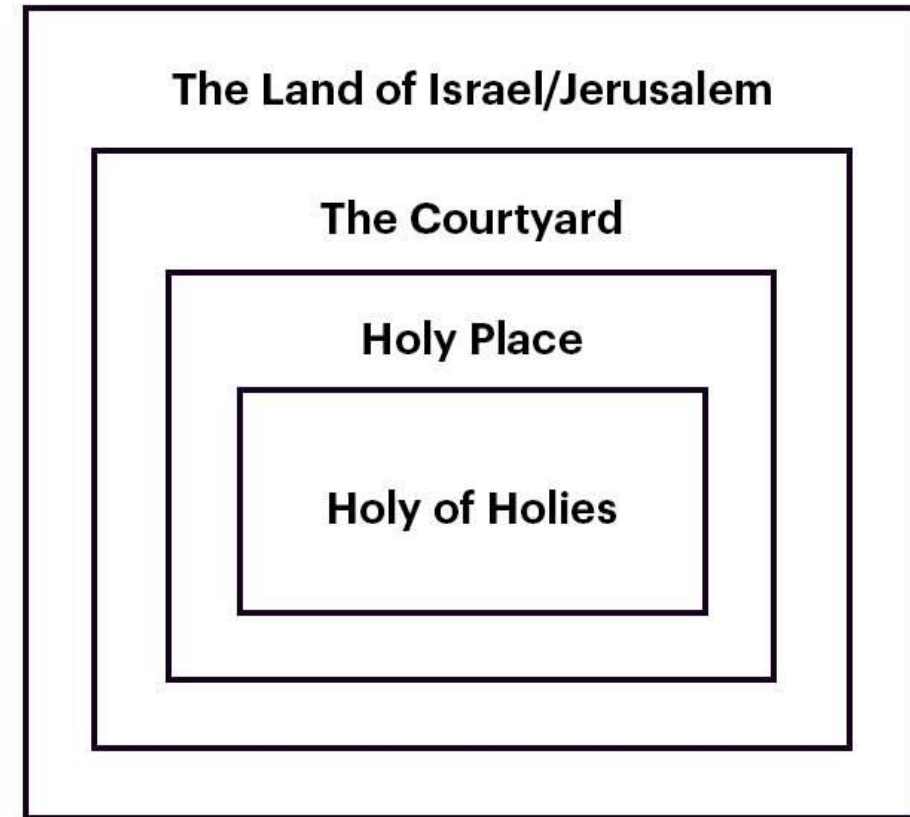 The Land of Israel/Jerusalem
The Courtyard
Holy Place
Holy of Holies